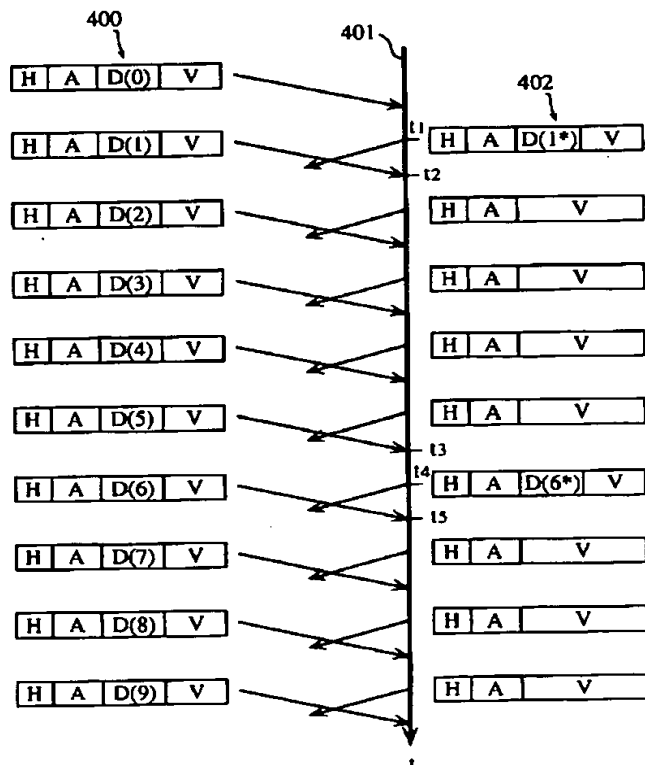 400
401
402
H A D(0) V
t1
H A D(1*) V
H A D(1) V
t2
H A D(2) V
H A V
H A D(3) V
H A V
H A D(4) V
H A V
H A D(5) V
H A V
t3
t4
H A D(6) V
H A D(6*) V
t5
H A D(7) V
H A V
H A D(8) V
H A V
H A D(9) V
H A V
t